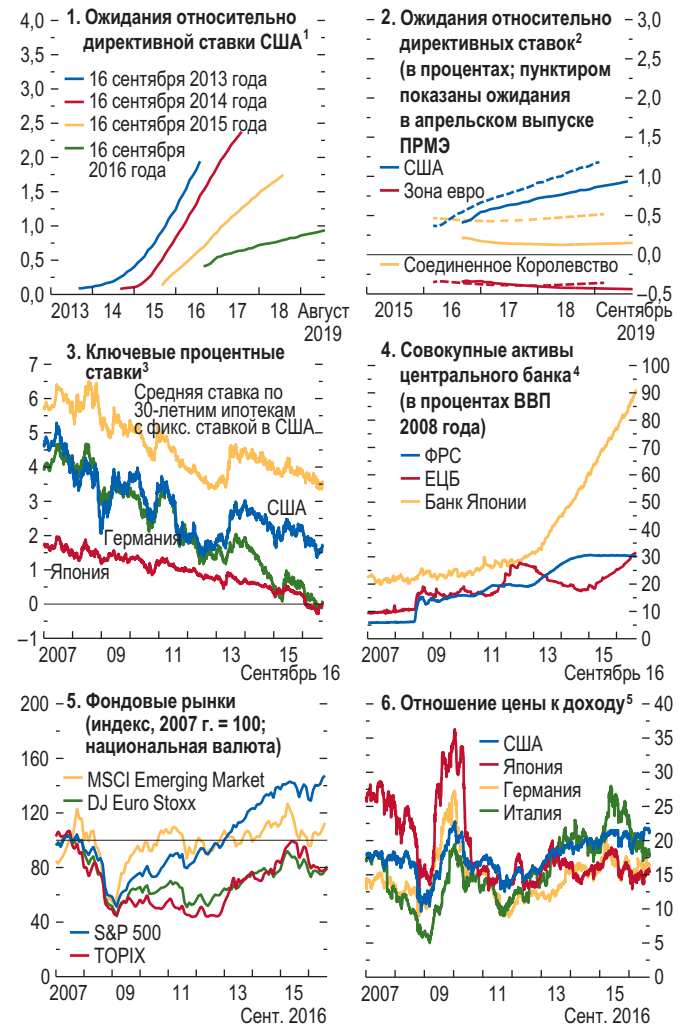 1. Ожидания относительно
директивной ставки США1
4,0
3,5
3,0
2,5
2,0
1,5
1,0
0,5
0,0
16 сентября 2013 года
16 сентября 2014 года
16 сентября 2015 года
16 сентября
2016 года
2013 14 15 16 17 18 Август
2019
2. Ожидания относительно
директивных ставок2
(в процентах; пунктиром
показаны ожидания
в апрельском выпуске
ПРМЭ
США
Зона евро
Соединенное Королевство
3,0
2,5
2,0
1,5
1,0
0,5
0,0
–0,5
2015 16 17 18 Сентябрь
2019
3. Ключевые процентные
ставки3
Средняя ставка по
30-летним ипотекам
с фикс. ставкой в США
США
Германия
Япония
7
6
5
4
3
2
1
0
–1
2007 09 11 13 15
Сентябрь 16
4. Совокупные активы
центрального банка4
(в процентах ВВП
2008 года)
ФРС
ЕЦБ
Банк Японии
100
90
80
70
60
50
40
30
20
10
0
2007 09 11 13 15
Сентябрь 16
5. Фондовые рынки
(индекс, 2007 г. = 100;
национальная валюта)
MSCI Emerging Market
DJ Euro Stoxx
S&P 500
TOPIX
200
160
120
80
40
0
2007 09 11 13 15
Сент. 2016
6. Отношение цены к доходу5
США
Япония
Германия
Италия
40
35
30
25
20
15
10
5
0
2007 09 11 13 15
Сент. 2016